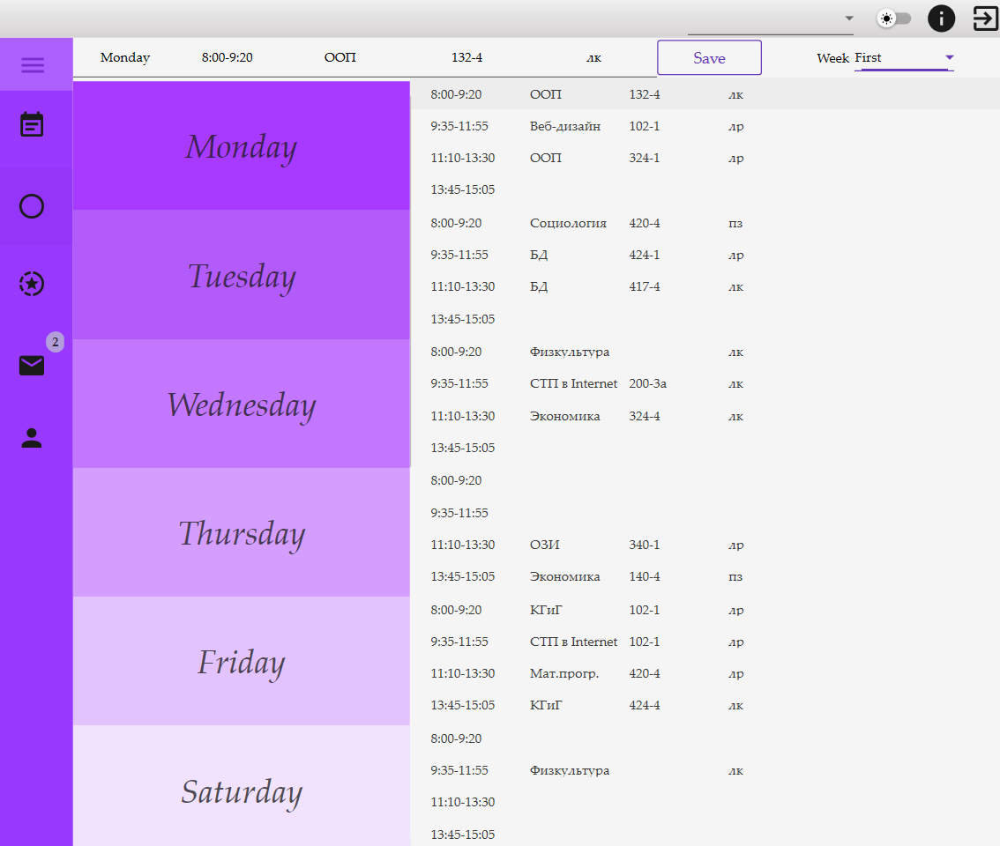 Monday 8:00-9:20 ООП 132-4 лк Save Week First
Monday
8:00-9:20 ООП 132-4 лк
9:35-11:55 Веб-дизайн 102-1 лр
11:10-13:30 ООП 324-1 лр
13:45-15:05
Tuesday
8:00-9:20 Социология 420-4 пз
9:35-11:55 БД 424-1 лр
11:10-13:30 БД 417-4 лк
13:45-15:05
2
Wednesday
8:00-9:20 Физкультура лк
9:35-11:55 СТП в Internet 200-3а лк
11:10-13:30 Экономика 324-4 лк
13:45-15:05
Thursday
8:00-9:20
9:35-11:55
11:10-13:30 ОЗИ 340-1 лр
13:45-15:05 Экономика 140-4 пз
Friday
8:00-9:20 КГиГ 102-1 лр
9:35-11:55 СТП в Internet 102-1 лр
11:10-13:30 Мат.прогр. 420-4 лр
13:45-15:05 КГиГ 424-4 лк
Saturday
8:00-9:20
9:35-11:55 Физкультура лк
11:10-13:30
13:45-15:05